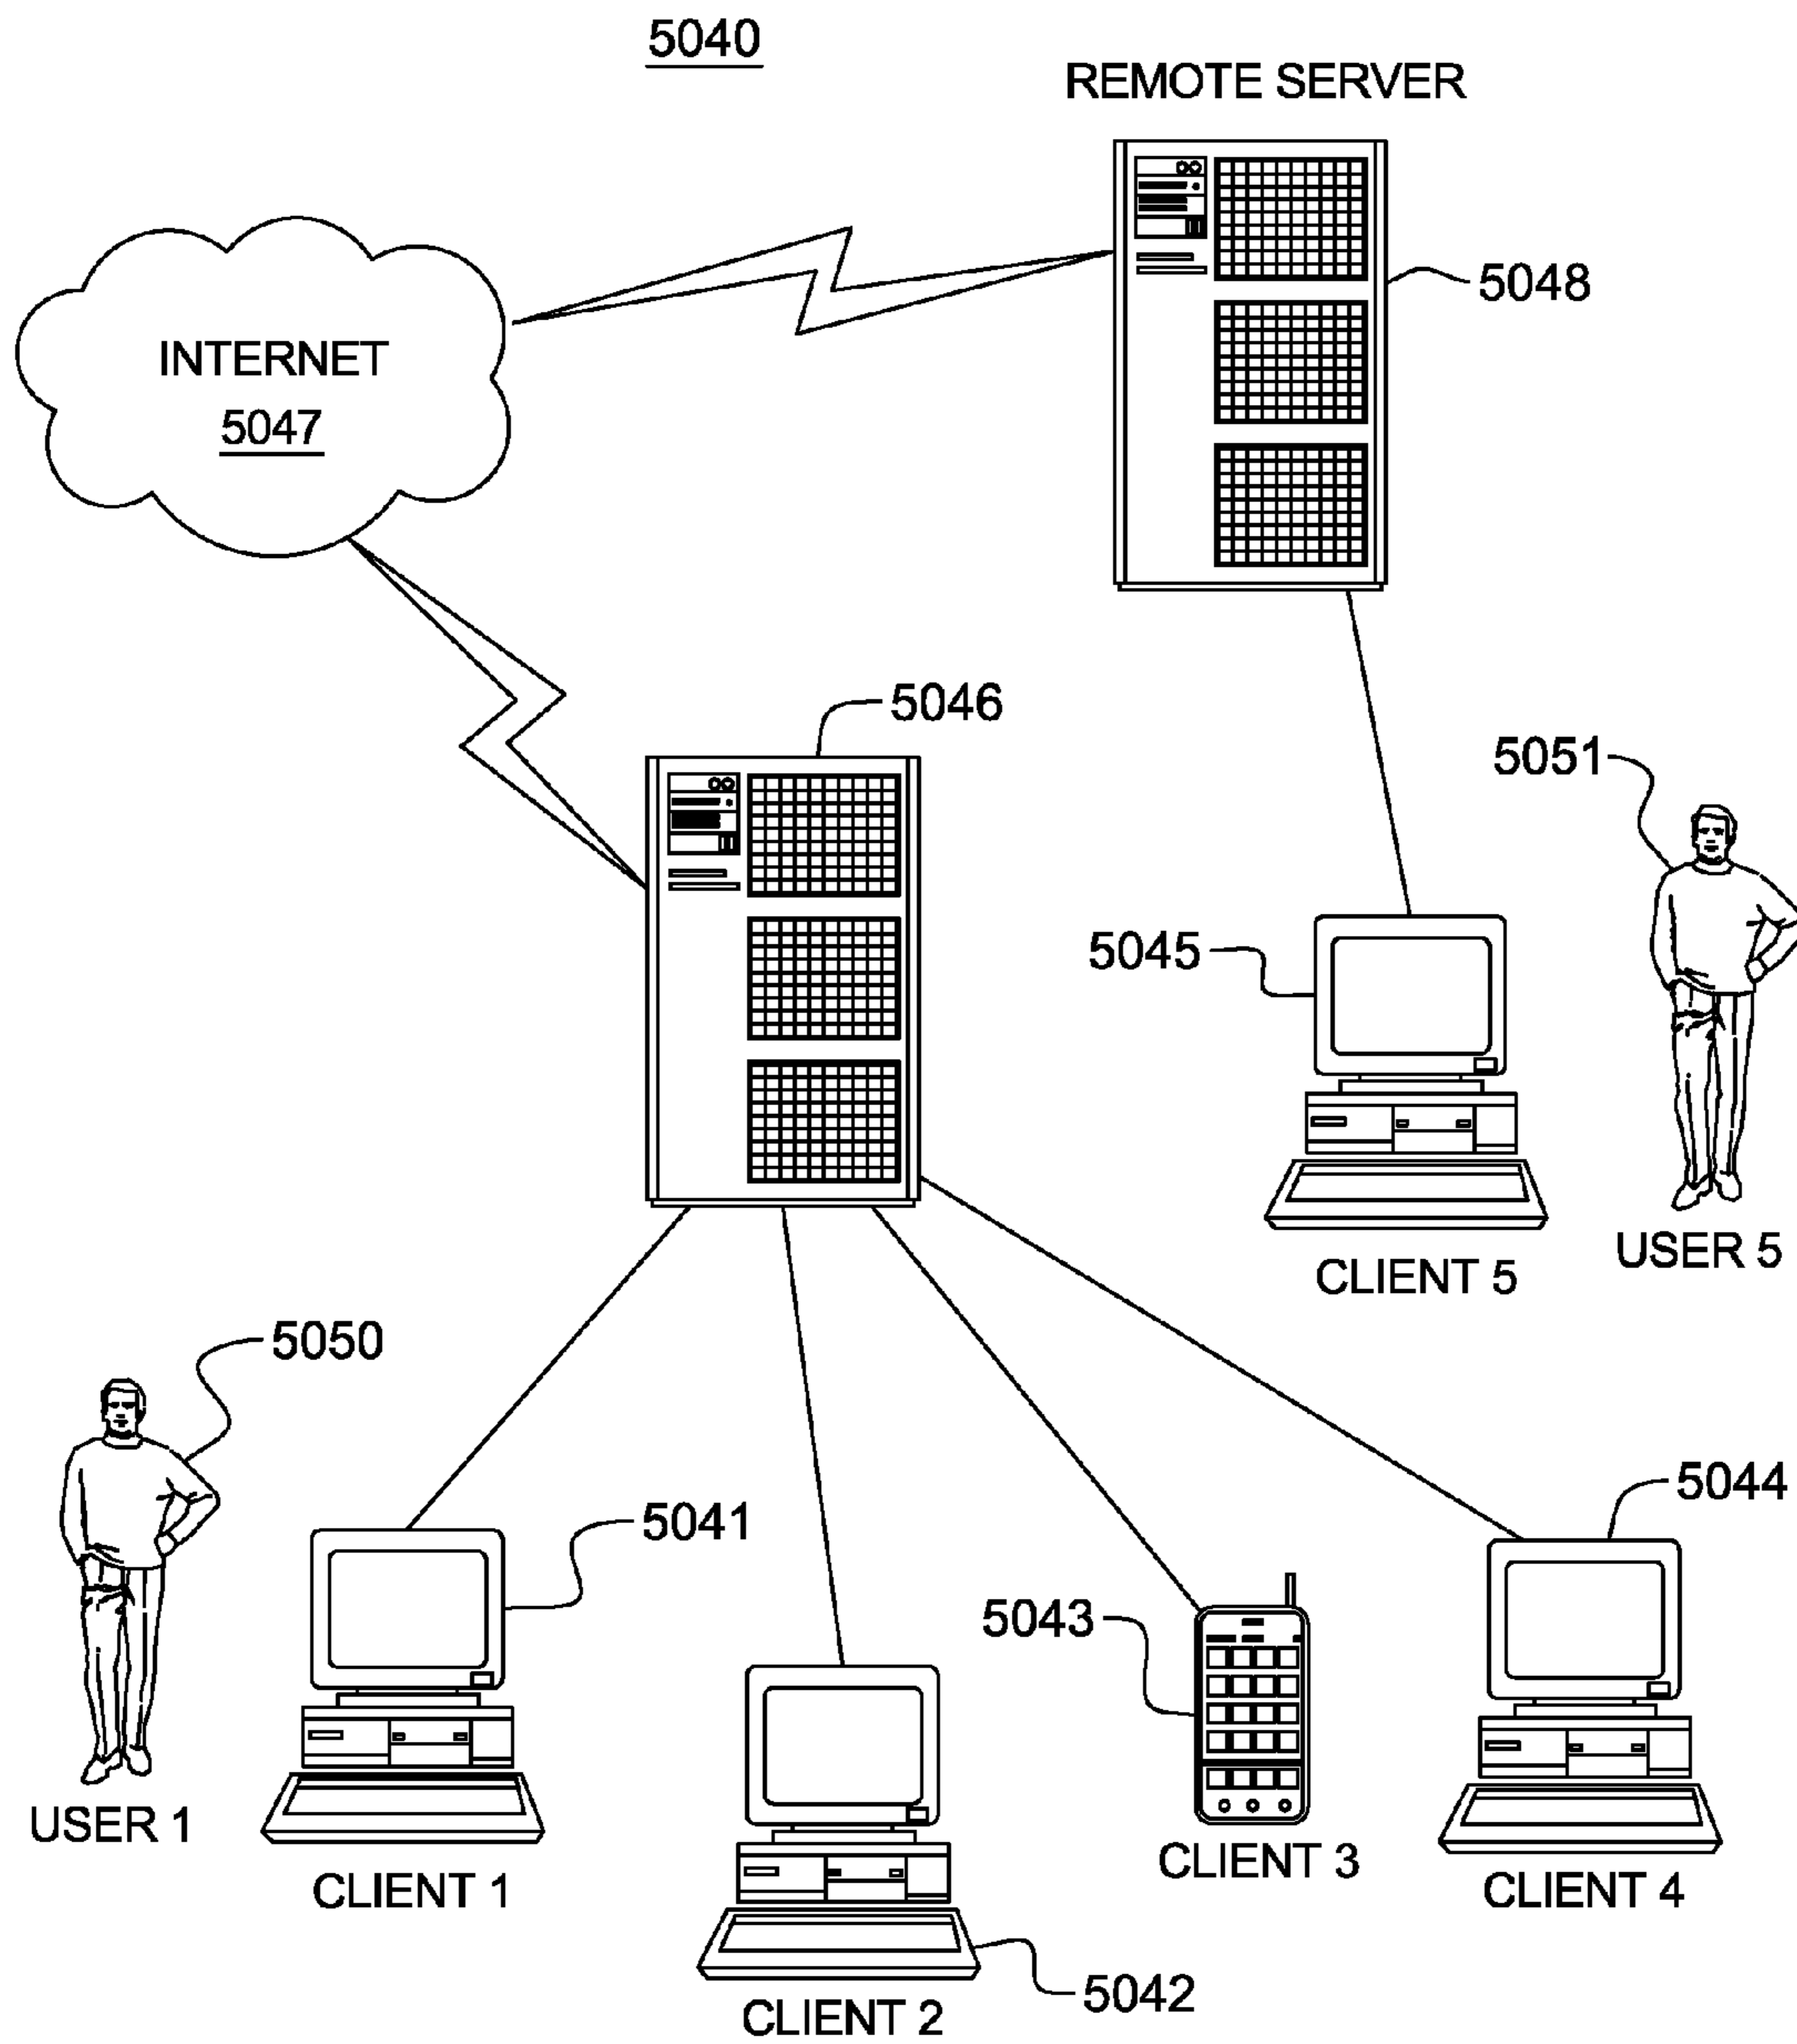 5040
REMOTE SERVER
5048
INTERNET
5047
5046
5051
5045
USER 5
CLIENT 5
5050
5041
5044
5043
USER 1
CLIENT 1
CLIENT 3
CLIENT 4
5042
CLIENT 2